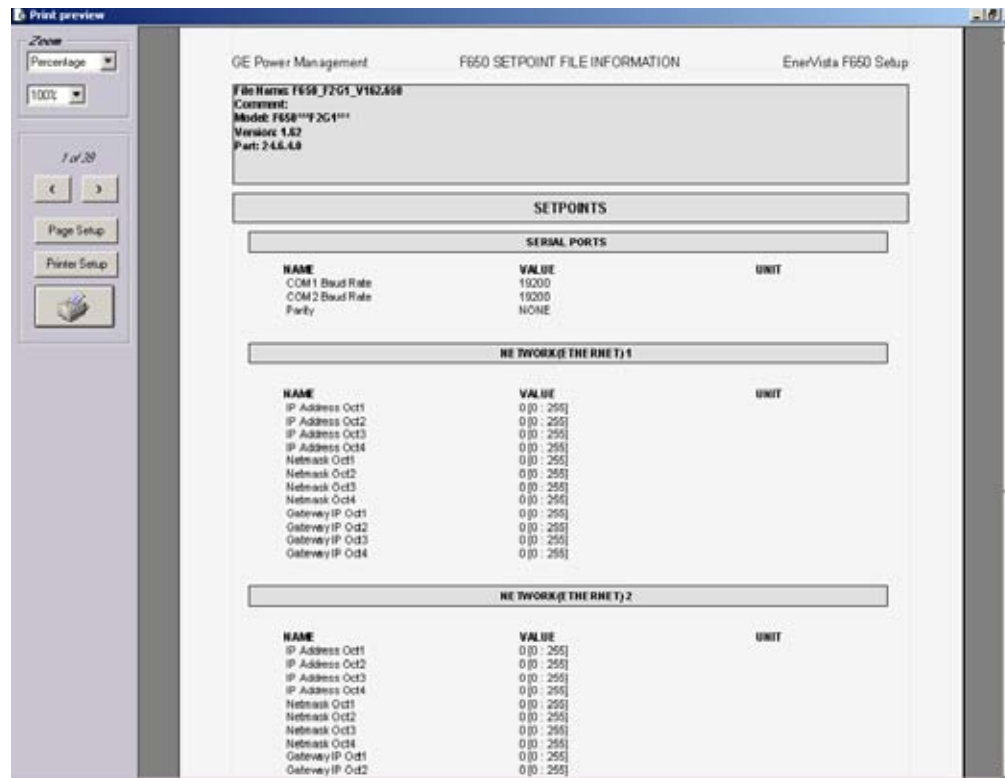 Print preview
Zoom
Percentage
100%
1 of 39
<
>
Page Setup
Printer Setup
GE Power Management F650 SETPOINT FILE INFORMATION EnerVista F650 Setup
File Name: F650_F2G1_V162.650
Comment:
Model: F650***F2G1***
Version: 1.62
Part: 24.6.4.0
SETPOINTS
SERIAL PORTS
NAME VALUE UNIT
COM1 Baud Rate 19200
COM2 Baud Rate 19200
Parity NONE
NETWORK(ETHERNET) 1
NAME VALUE UNIT
IP Address Oct1 0 [0 : 255]
IP Address Oct2 0 [0 : 255]
IP Address Oct3 0 [0 : 255]
IP Address Oct4 0 [0 : 255]
Netmask Oct1 0 [0 : 255]
Netmask Oct2 0 [0 : 255]
Netmask Oct3 0 [0 : 255]
Netmask Oct4 0 [0 : 255]
Gateway IP Oct1 0 [0 : 255]
Gateway IP Oct2 0 [0 : 255]
Gateway IP Oct3 0 [0 : 255]
Gateway IP Oct4 0 [0 : 255]
NETWORK(ETHERNET) 2
NAME VALUE UNIT
IP Address Oct1 0 [0 : 255]
IP Address Oct2 0 [0 : 255]
IP Address Oct3 0 [0 : 255]
IP Address Oct4 0 [0 : 255]
Netmask Oct1 0 [0 : 255]
Netmask Oct2 0 [0 : 255]
Netmask Oct3 0 [0 : 255]
Netmask Oct4 0 [0 : 255]
Gateway IP Oct1 0 [0 : 255]
Gateway IP Oct2 0 [0 : 255]